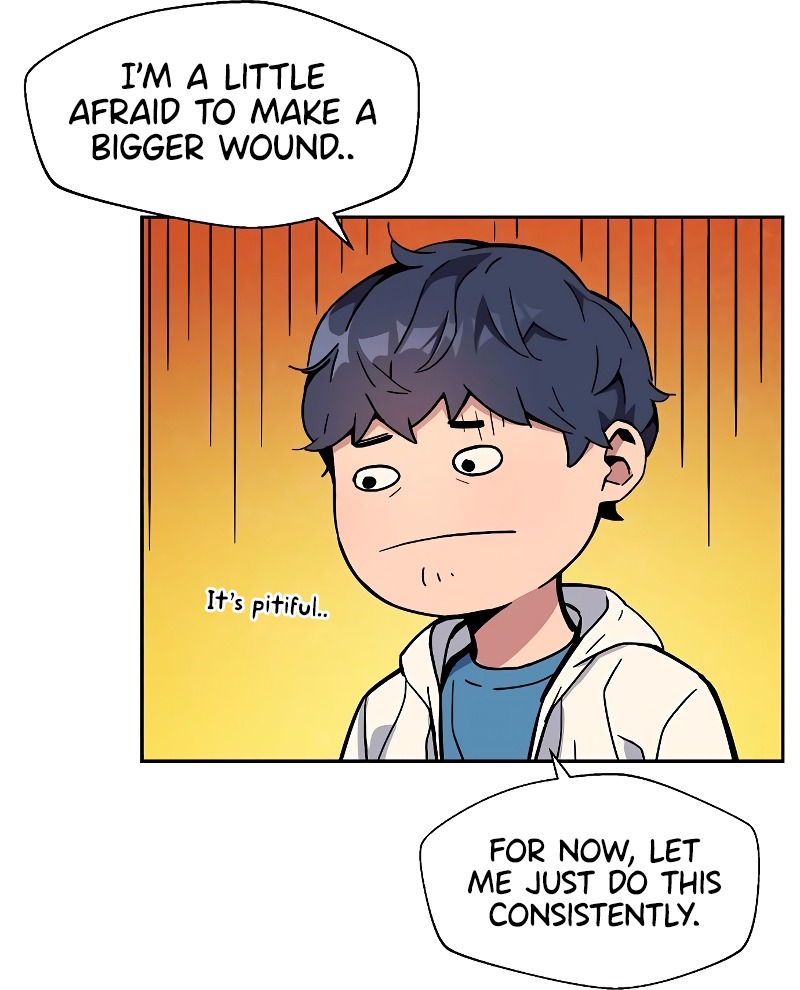 I'M A LITTLE
AFRAID TO MAKE A
BIGGER WOUND..
It's pitiful..
FOR NOW, LET
ME JUST DO THIS
CONSISTENTLY.